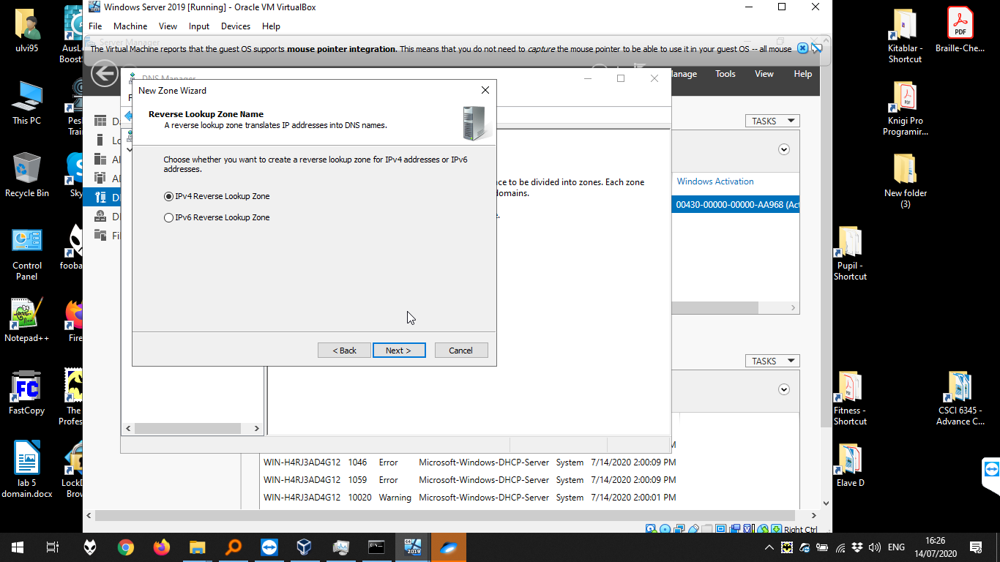 Windows Server 2019 [Running] - Oracle VM VirtualBox
File Machine View Input Devices Help
The Virtual Machine reports that the guest OS supports mouse pointer integration. This means that you do not need to capture the mouse pointer to be able to use it in your guest OS -- all mouse
Server Manager
Manage Tools View Help
DNS Manager
New Zone Wizard
Reverse Lookup Zone Name
A reverse lookup zone translates IP addresses into DNS names.
Choose whether you want to create a reverse lookup zone for IPv4 addresses or IPv6
addresses.
IPv4 Reverse Lookup Zone
IPv6 Reverse Lookup Zone
< Back Next > Cancel
ce to be divided into zones. Each zone
domains.
TASKS
Windows Activation
00430-00000-00000-AA968 (Act
TASKS
WIN-H4RJ3AD4G12 1046 Error Microsoft-Windows-DHCP-Server System 7/14/2020 2:00:09 PM
WIN-H4RJ3AD4G12 1059 Error Microsoft-Windows-DHCP-Server System 7/14/2020 2:00:09 PM
WIN-H4RJ3AD4G12 10020 Warning Microsoft-Windows-DHCP-Server System 7/14/2020 2:00:01 PM
Right Ctrl
ulvi95
This PC
Recycle Bin
Control
Panel
Notepad++
FastCopy
lab 5
domain.docx
AusL
Boost
Pes
Trai
Sky
fooba
Fire
The
Profes
LockD
Brow
Kitablar -
Shortcut
Braille-Che...
PDF
Knigi Pro
Programir...
New folder
(3)
Pupil -
Shortcut
Fitness -
Shortcut
CSCI 6345 -
Advance C...
Elave D
2019
ENG
16:26
14/07/2020